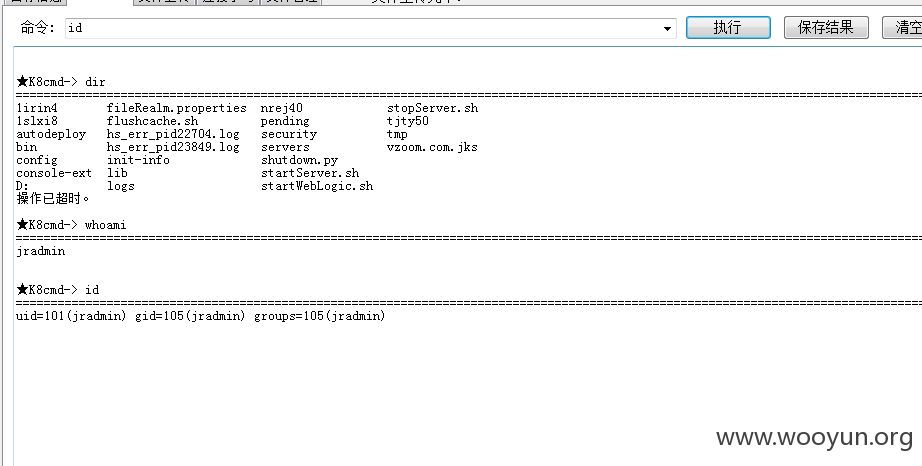 命令: id 执行 保存结果 清空
★K8cmd-> dir
1irin4 fileRealm.properties nrej40 stopServer.sh
1slxi8 flushcache.sh pending tjty50
autodeploy hs_err_pid22704.log security tmp
bin hs_err_pid23849.log servers vzoom.com.jks
config init-info shutdown.py
console-ext lib startServer.sh
D: logs startWebLogic.sh
操作已超时。
★K8cmd-> whoami
jradmin
★K8cmd-> id
uid=101(jradmin) gid=105(jradmin) groups=105(jradmin)
www.wooyun.org